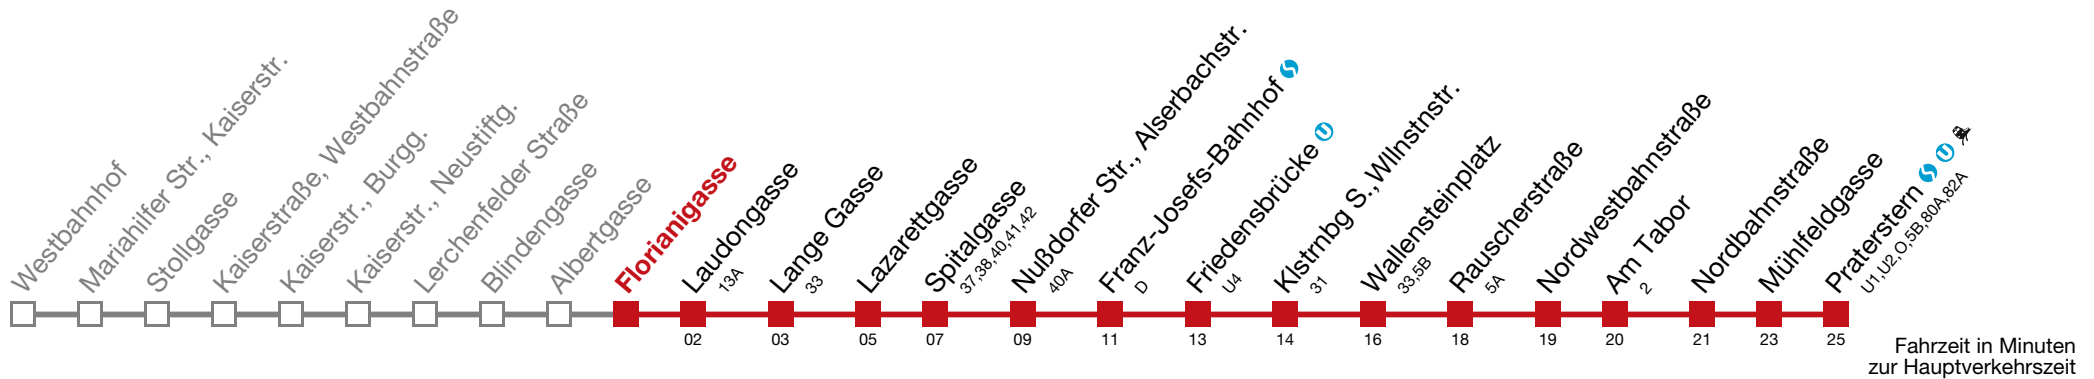 Westbahnhof
Mariahilfer Str., Kaiserstr.
Stollgasse
Kaiserstraße, Westbahnstraße
Kaiserstr., Burgg.
Kaiserstr., Neustiftg.
Lerchenfelder Straße
Blindengasse
Albertgasse
Florianigasse
Laudongasse
13A
02
Lange Gasse
33
03
Lazarettgasse
05
Spitalgasse
37,38,40,41,42
07
Nußdorfer Str., Alserbachstr.
40A
09
Franz-Josefs-Bahnhof S
D
11
Friedensbrücke U
U4
13
Klstrnbg S., Wllnstnstr.
31
14
Wallensteinplatz
33,5B
16
Rauscherstraße
5A
18
Nordwestbahnstraße
19
Am Tabor
2
20
Nordbahnstraße
21
Mühlfeldgasse
23
Praterstern S U
U1,U2,O,5B,80A,82A
25
Fahrzeit in Minuten
zur Hauptverkehrszeit